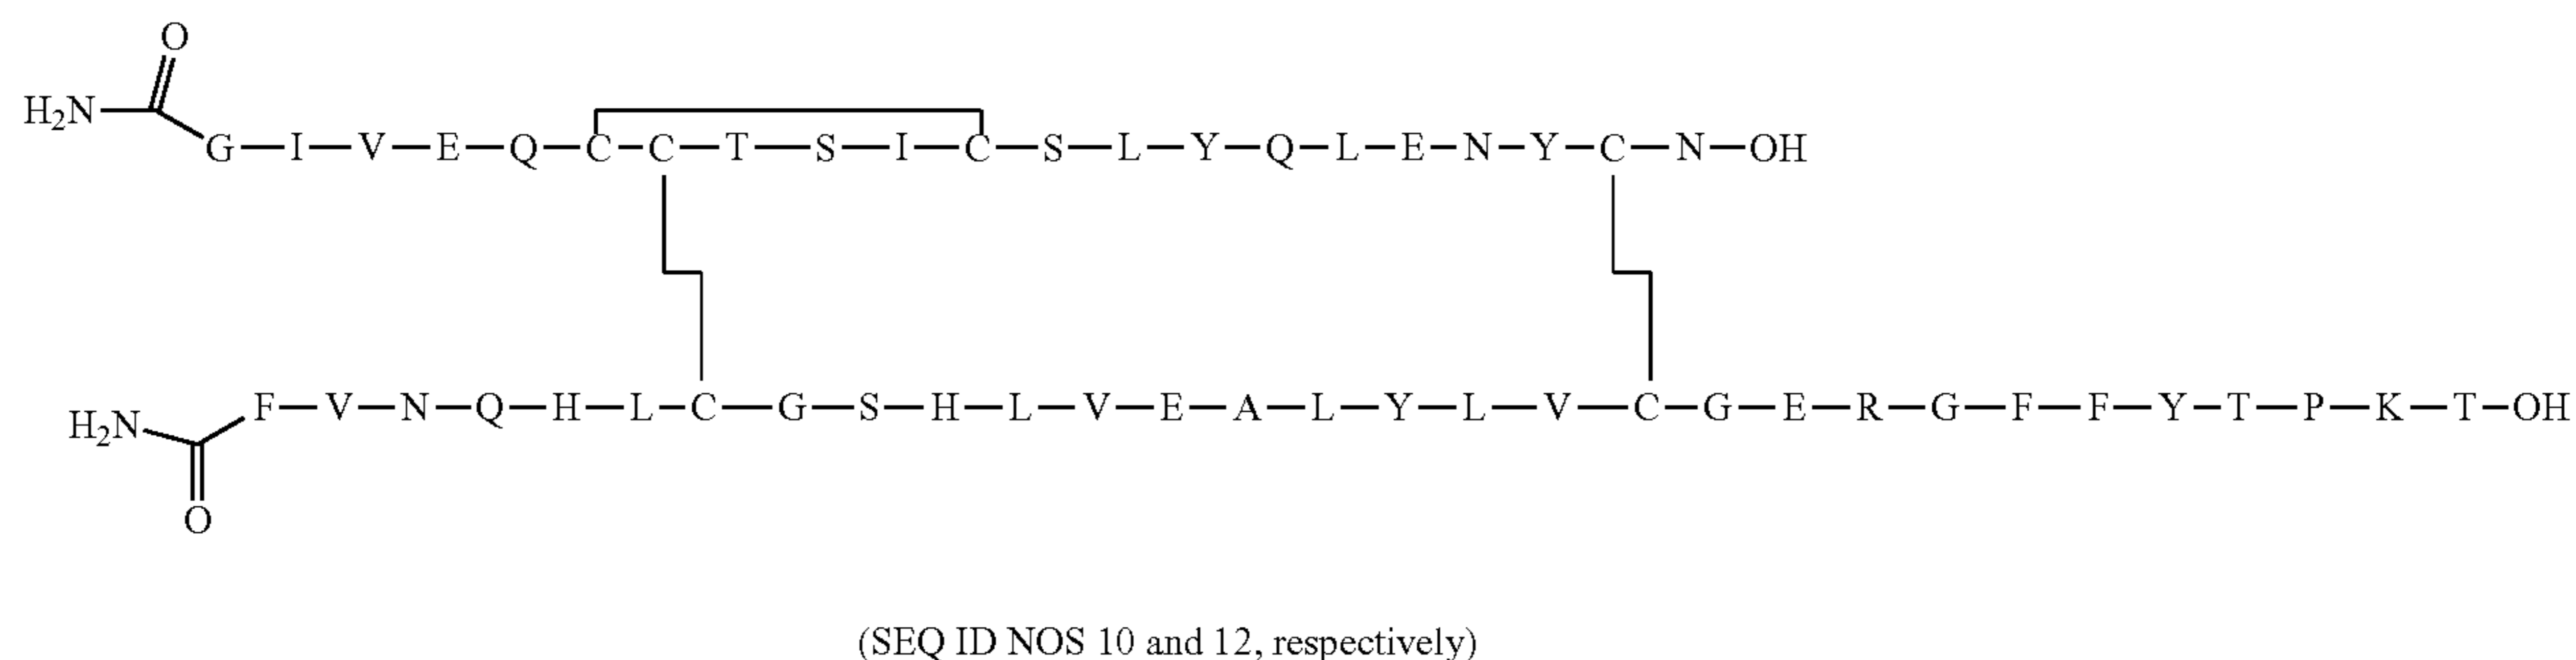 O
H₂N G—I—V—E—Q—C—C—T—S—I—C—S—L—Y—Q—L—E—N—Y—C—N—OH
H₂N F—V—N—Q—H—L—C—G—S—H—L—V—E—A—L—Y—L—V—C—G—E—R—G—F—F—Y—T—P—K—T—OH
O
(SEQ ID NOS 10 and 12, respectively)